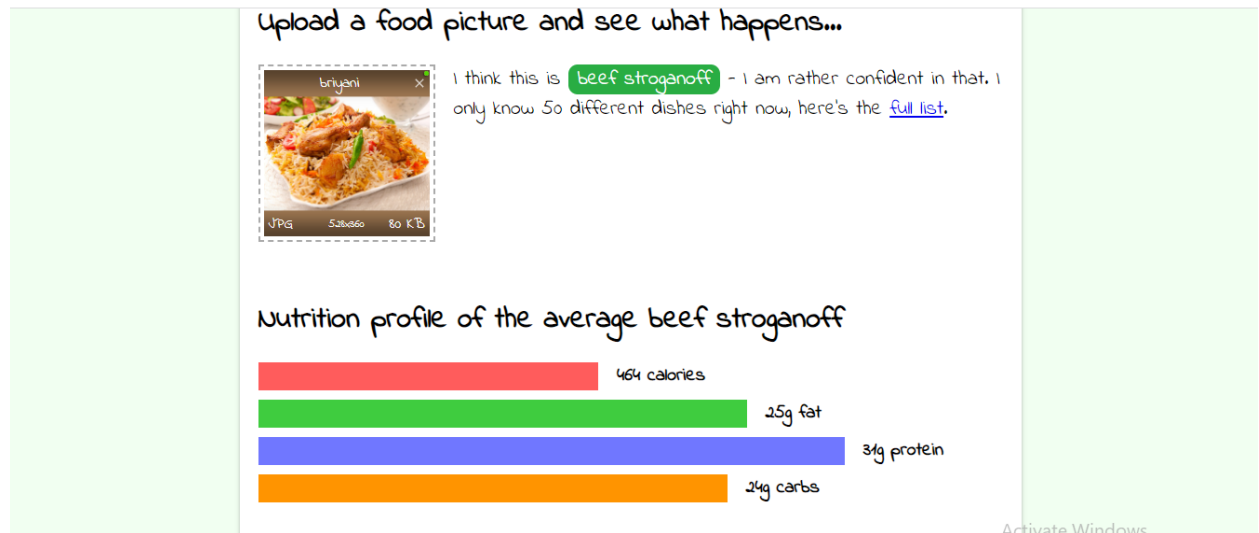 Upload a food picture and see what happens...
briyani ×
I think this is beef stroganoff - I am rather confident in that. I
only know 50 different dishes right now, here's the full list.
JPG 528x360 80 KB
Nutrition profile of the average beef stroganoff
464 calories
25g fat
31g protein
24g carbs
Activate Windows